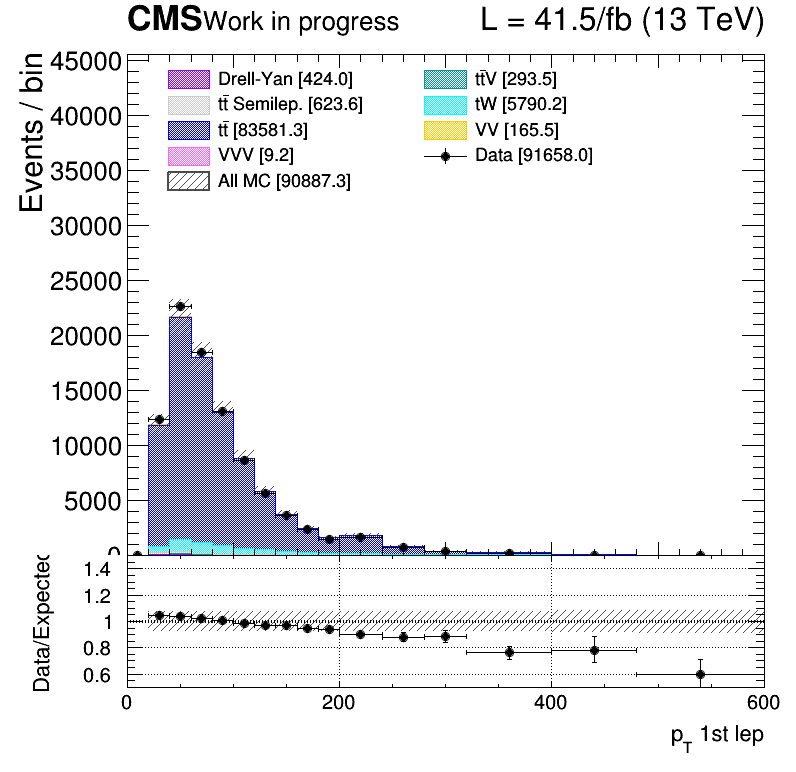 CMS Work in progress L = 41.5/fb (13 TeV)
Events / bin
45000
40000
35000
30000
25000
20000
15000
10000
5000
0
Drell-Yan [424.0]
tt̄ Semilep. [623.6]
tt̄ [83581.3]
VVV [9.2]
All MC [90887.3]
tt̄V [293.5]
tW [5790.2]
VV [165.5]
Data [91658.0]
Data/Expected
1.4
1.2
1
0.8
0.6
0 200 400 600
p_T 1st lep